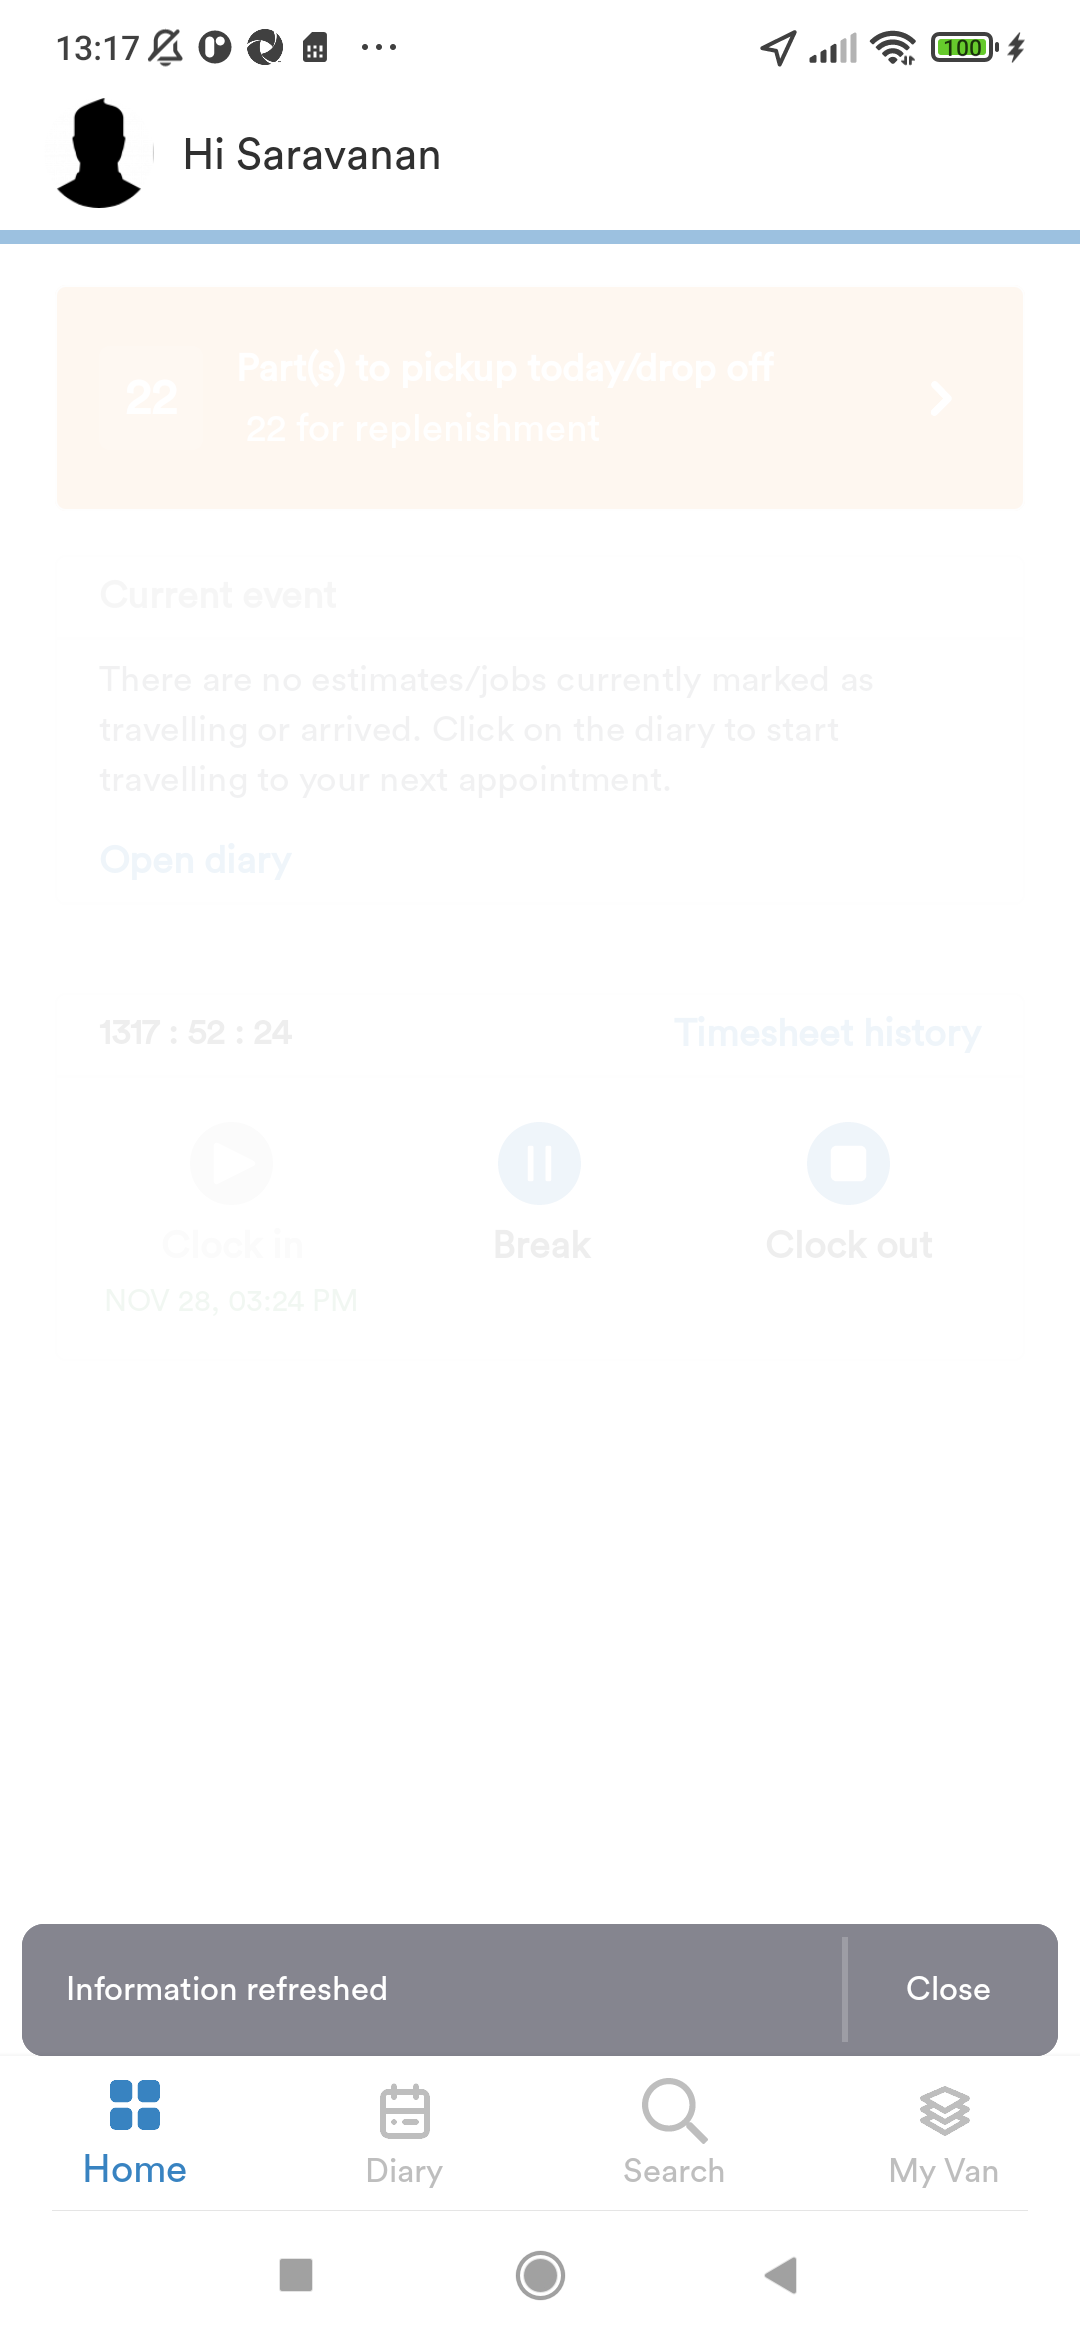 13:17
100
Hi Saravanan
22
Part(s) to pickup today/drop off
22 for replenishment
Current event
There are no estimates/jobs currently marked as
travelling or arrived. Click on the diary to start
travelling to your next appointment.
Open diary
1317 : 52 : 24
Timesheet history
Clock in
Break
Clock out
NOV 28, 03:24 PM
Information refreshed
Close
Home
Diary
Search
My Van